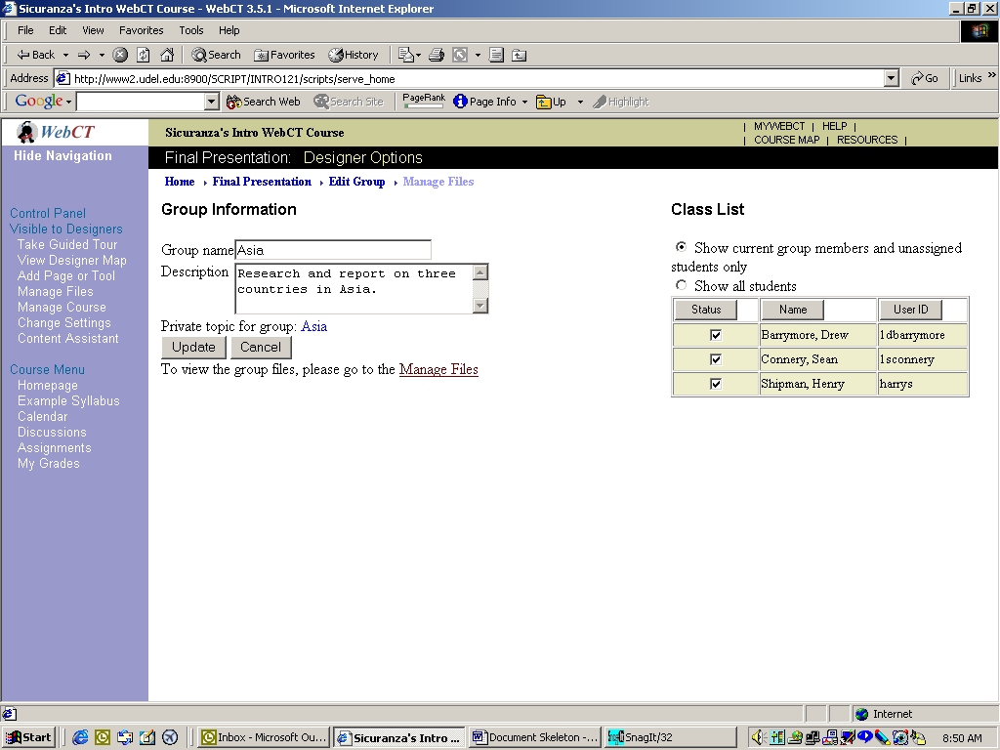 Sicuranza's Intro WebCT Course - WebCT 3.5.1 - Microsoft Internet Explorer
File Edit View Favorites Tools Help
Back Search Favorites History
Address http://www2.udel.edu:8900/SCRIPT/INTRO121/scripts/serve_home Go Links »
Google Search Web Search Site PageRank Page Info Up Highlight
WebCT
Sicuranza's Intro WebCT Course
| MYWEBCT | HELP |
| COURSE MAP | RESOURCES |
Hide Navigation
Final Presentation: Designer Options
Home Final Presentation Edit Group Manage Files
Control Panel
Visible to Designers
Take Guided Tour
View Designer Map
Add Page or Tool
Manage Files
Manage Course
Change Settings
Content Assistant
Course Menu
Homepage
Example Syllabus
Calendar
Discussions
Assignments
My Grades
Group Information
Group name Asia
Description Research and report on three
countries in Asia.
Private topic for group: Asia
Update Cancel
To view the group files, please go to the Manage Files
Class List
Show current group members and unassigned
students only
Show all students
Status Name User ID
Barrymore, Drew 1dbarrymore
Connery, Sean 1sconnery
Shipman, Henry harrys
Internet
Start Inbox - Microsoft Ou... Sicuranza's Intro ... Document Skeleton -... SnagIt/32 8:50 AM